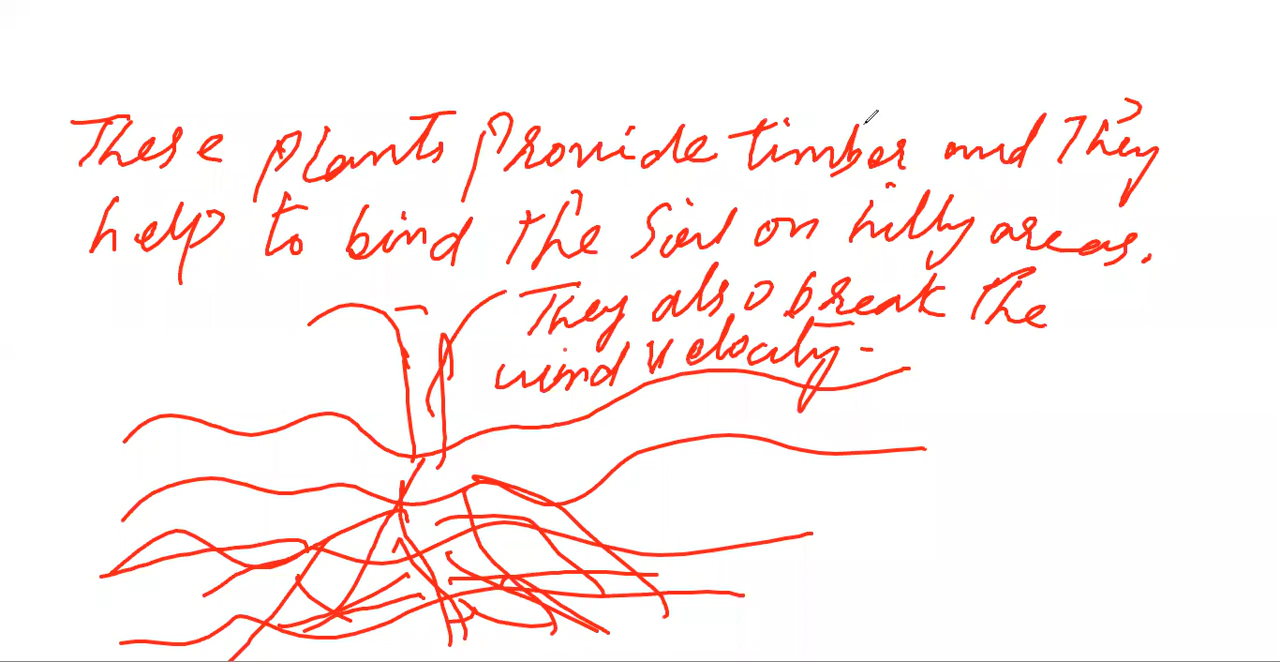 These plants provide timber and They
help to bind the Soil on hilly areas.
They also break the
wind velocity-